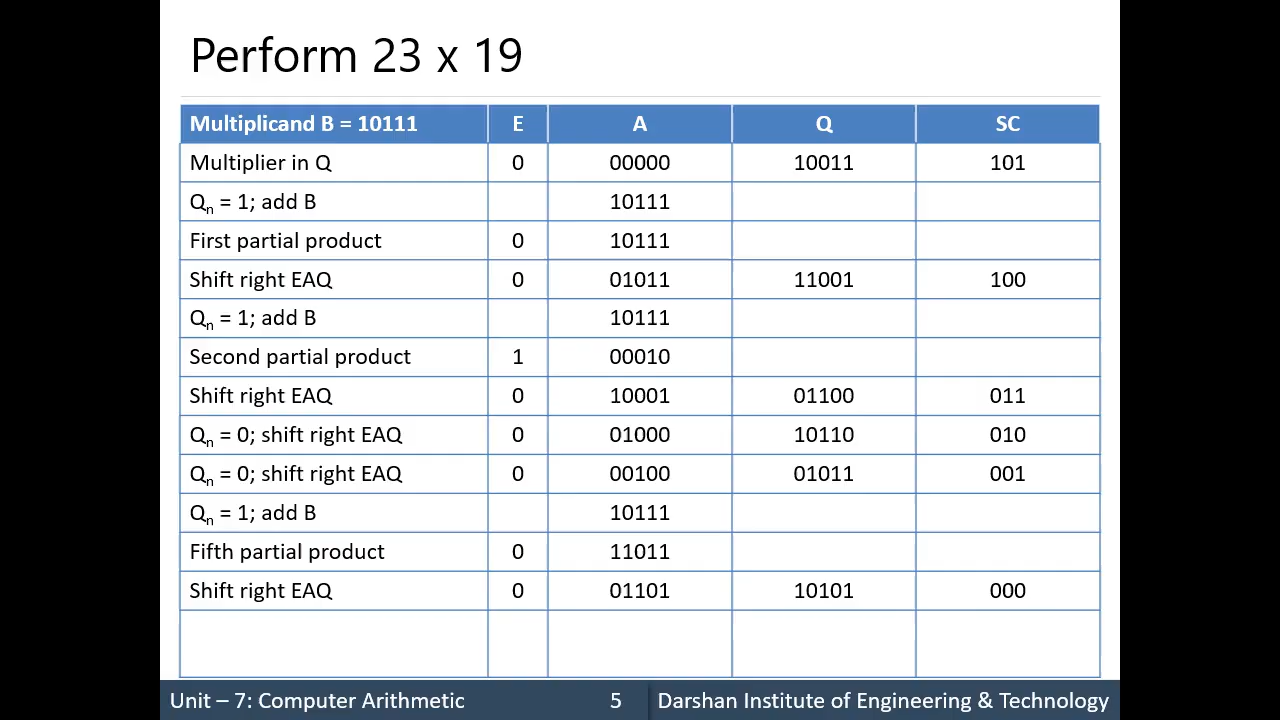 Perform 23 x 19
Multiplicand B = 10111 E A Q SC
Multiplier in Q 0 00000 10011 101
Qn = 1; add B 10111
First partial product 0 10111
Shift right EAQ 0 01011 11001 100
Qn = 1; add B 10111
Second partial product 1 00010
Shift right EAQ 0 10001 01100 011
Qn = 0; shift right EAQ 0 01000 10110 010
Qn = 0; shift right EAQ 0 00100 01011 001
Qn = 1; add B 10111
Fifth partial product 0 11011
Shift right EAQ 0 01101 10101 000
Unit – 7: Computer Arithmetic 5 Darshan Institute of Engineering & Technology